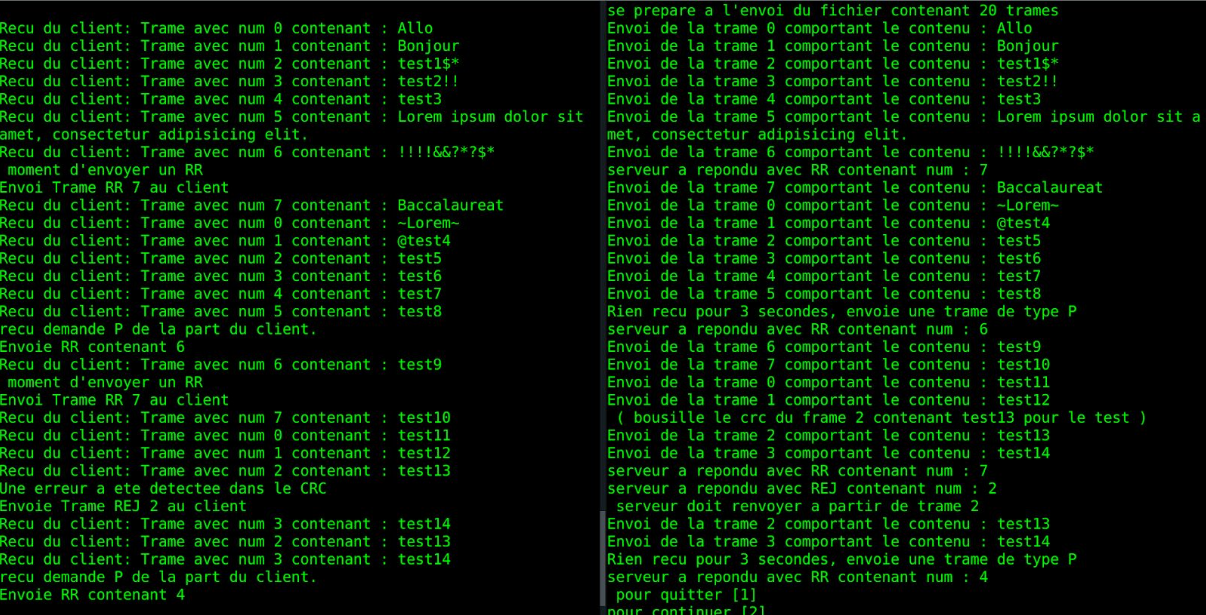 Recu du client: Trame avec num 0 contenant : Allo
Recu du client: Trame avec num 1 contenant : Bonjour
Recu du client: Trame avec num 2 contenant : test1$*
Recu du client: Trame avec num 3 contenant : test2!!
Recu du client: Trame avec num 4 contenant : test3
Recu du client: Trame avec num 5 contenant : Lorem ipsum dolor sit
amet, consectetur adipisicing elit.
Recu du client: Trame avec num 6 contenant : !!!!&&?*?$*
moment d'envoyer un RR
Envoi Trame RR 7 au client
Recu du client: Trame avec num 7 contenant : Baccalaureat
Recu du client: Trame avec num 0 contenant : ~Lorem~
Recu du client: Trame avec num 1 contenant : @test4
Recu du client: Trame avec num 2 contenant : test5
Recu du client: Trame avec num 3 contenant : test6
Recu du client: Trame avec num 4 contenant : test7
Recu du client: Trame avec num 5 contenant : test8
recu demande P de la part du client.
Envoie RR contenant 6
Recu du client: Trame avec num 6 contenant : test9
moment d'envoyer un RR
Envoi Trame RR 7 au client
Recu du client: Trame avec num 7 contenant : test10
Recu du client: Trame avec num 0 contenant : test11
Recu du client: Trame avec num 1 contenant : test12
Recu du client: Trame avec num 2 contenant : test13
Une erreur a ete detectee dans le CRC
Envoie Trame REJ 2 au client
Recu du client: Trame avec num 3 contenant : test14
Recu du client: Trame avec num 2 contenant : test13
Recu du client: Trame avec num 3 contenant : test14
recu demande P de la part du client.
Envoie RR contenant 4
se prepare a l'envoi du fichier contenant 20 trames
Envoi de la trame 0 comportant le contenu : Allo
Envoi de la trame 1 comportant le contenu : Bonjour
Envoi de la trame 2 comportant le contenu : test1$*
Envoi de la trame 3 comportant le contenu : test2!!
Envoi de la trame 4 comportant le contenu : test3
Envoi de la trame 5 comportant le contenu : Lorem ipsum dolor sit a
met, consectetur adipisicing elit.
Envoi de la trame 6 comportant le contenu : !!!!&&?*?$*
serveur a repondu avec RR contenant num : 7
Envoi de la trame 7 comportant le contenu : Baccalaureat
Envoi de la trame 0 comportant le contenu : ~Lorem~
Envoi de la trame 1 comportant le contenu : @test4
Envoi de la trame 2 comportant le contenu : test5
Envoi de la trame 3 comportant le contenu : test6
Envoi de la trame 4 comportant le contenu : test7
Envoi de la trame 5 comportant le contenu : test8
Rien recu pour 3 secondes, envoie une trame de type P
serveur a repondu avec RR contenant num : 6
Envoi de la trame 6 comportant le contenu : test9
Envoi de la trame 7 comportant le contenu : test10
Envoi de la trame 0 comportant le contenu : test11
Envoi de la trame 1 comportant le contenu : test12
( bousille le crc du frame 2 contenant test13 pour le test )
Envoi de la trame 2 comportant le contenu : test13
Envoi de la trame 3 comportant le contenu : test14
serveur a repondu avec RR contenant num : 7
serveur a repondu avec REJ contenant num : 2
serveur doit renvoyer a partir de trame 2
Envoi de la trame 2 comportant le contenu : test13
Envoi de la trame 3 comportant le contenu : test14
Rien recu pour 3 secondes, envoie une trame de type P
serveur a repondu avec RR contenant num : 4
pour quitter [1]
pour continuer [2]